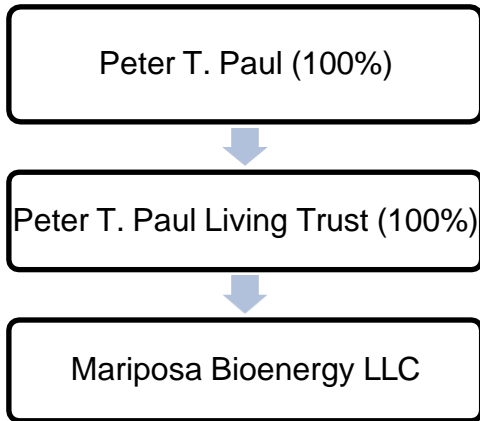 Peter T. Paul (100%)
Peter T. Paul Living Trust (100%)
Mariposa Bioenergy LLC